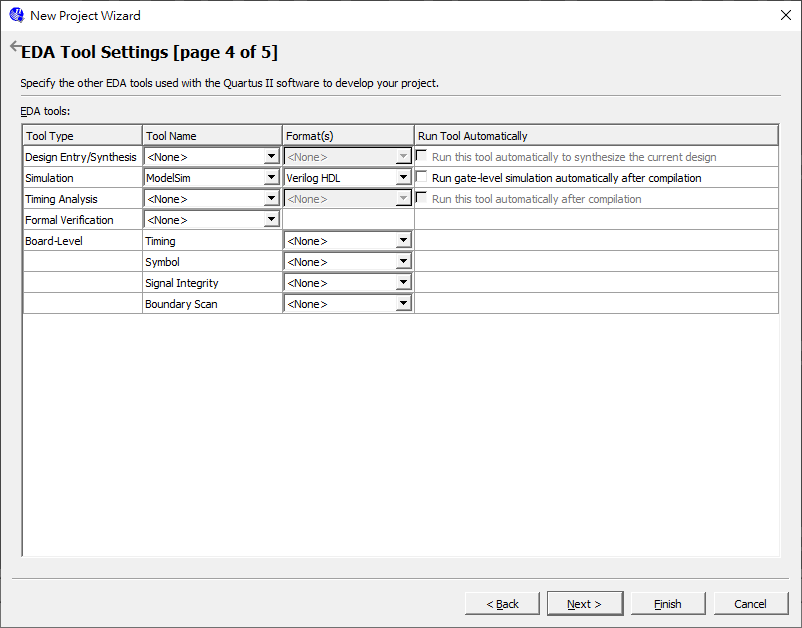 New Project Wizard
EDA Tool Settings [page 4 of 5]
Specify the other EDA tools used with the Quartus II software to develop your project.
EDA tools:
Tool Type Tool Name Format(s) Run Tool Automatically
Design Entry/Synthesis <None> <None> Run this tool automatically to synthesize the current design
Simulation ModelSim Verilog HDL Run gate-level simulation automatically after compilation
Timing Analysis <None> <None> Run this tool automatically after compilation
Formal Verification <None>
Board-Level Timing <None>
Symbol <None>
Signal Integrity <None>
Boundary Scan <None>
< Back Next > Finish Cancel